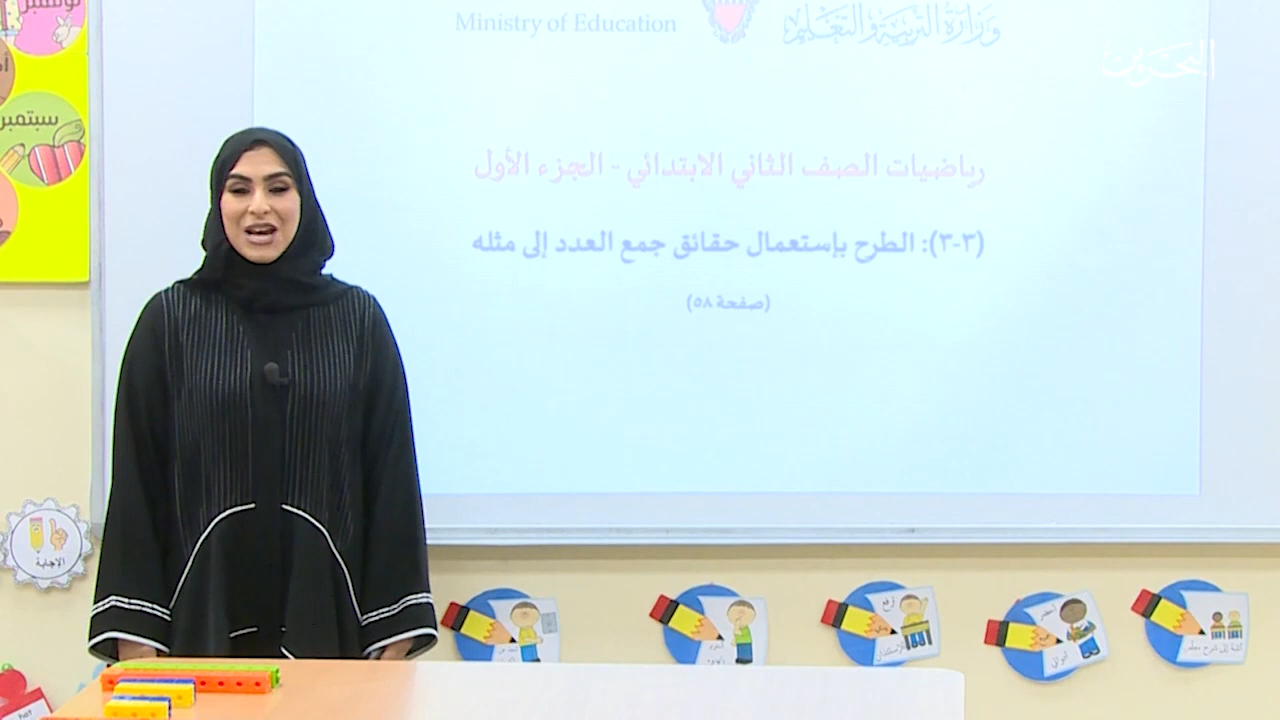 Ministry of Education
وزارة التربية والتعليم
البحرين
رياضيات الصف الثاني الابتدائي - الجزء الأول
(٣-٣): الطرح بإستعمال حقائق جمع العدد إلى مثله
(صفحة ٥٨)
سبتمبر
الإجابة
hat